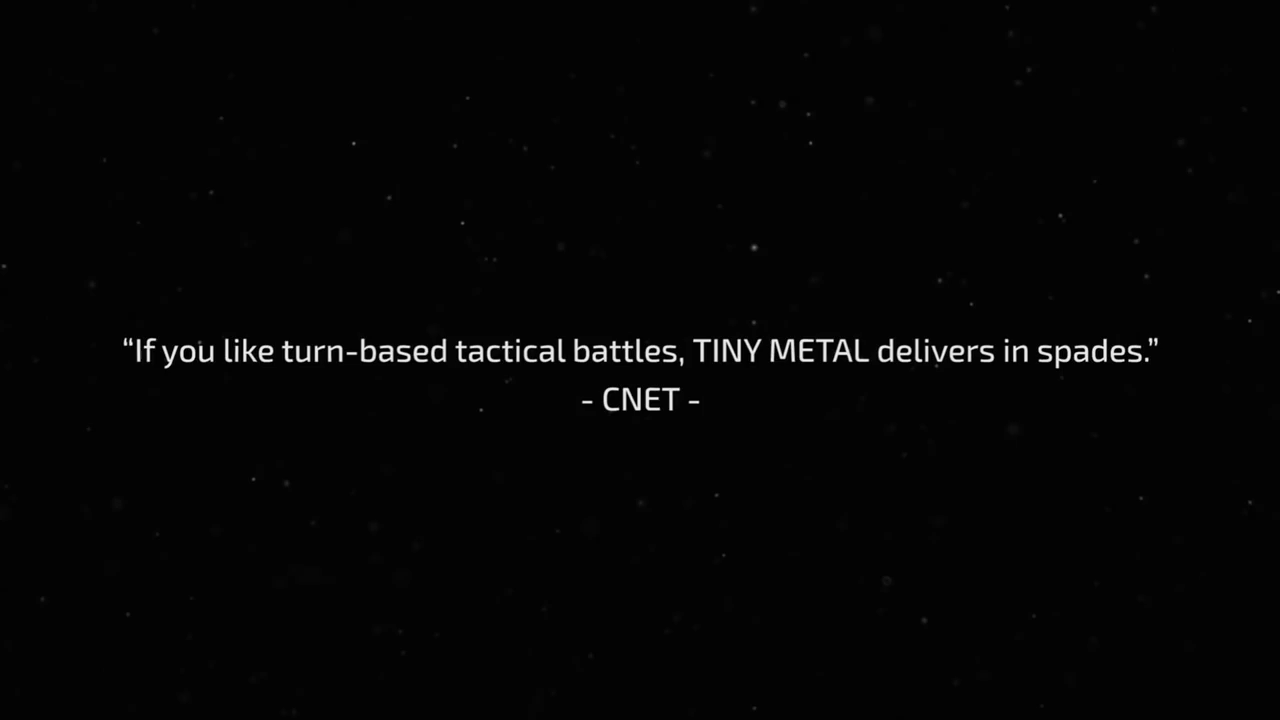 “If you like turn-based tactical battles, TINY METAL delivers in spades.”
- CNET -